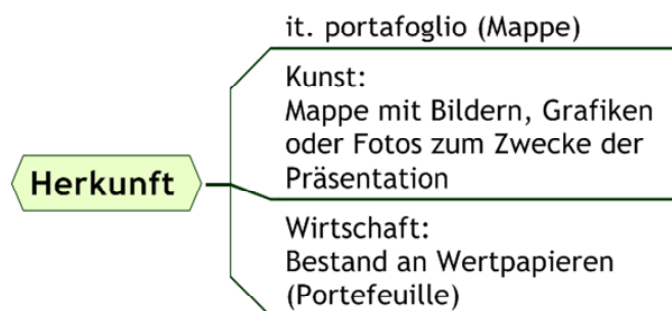 it. portafoglio (Mappe)
Kunst:
Mappe mit Bildern, Grafiken
oder Fotos zum Zwecke der
Präsentation
Herkunft
Wirtschaft:
Bestand an Wertpapieren
(Portefeuille)